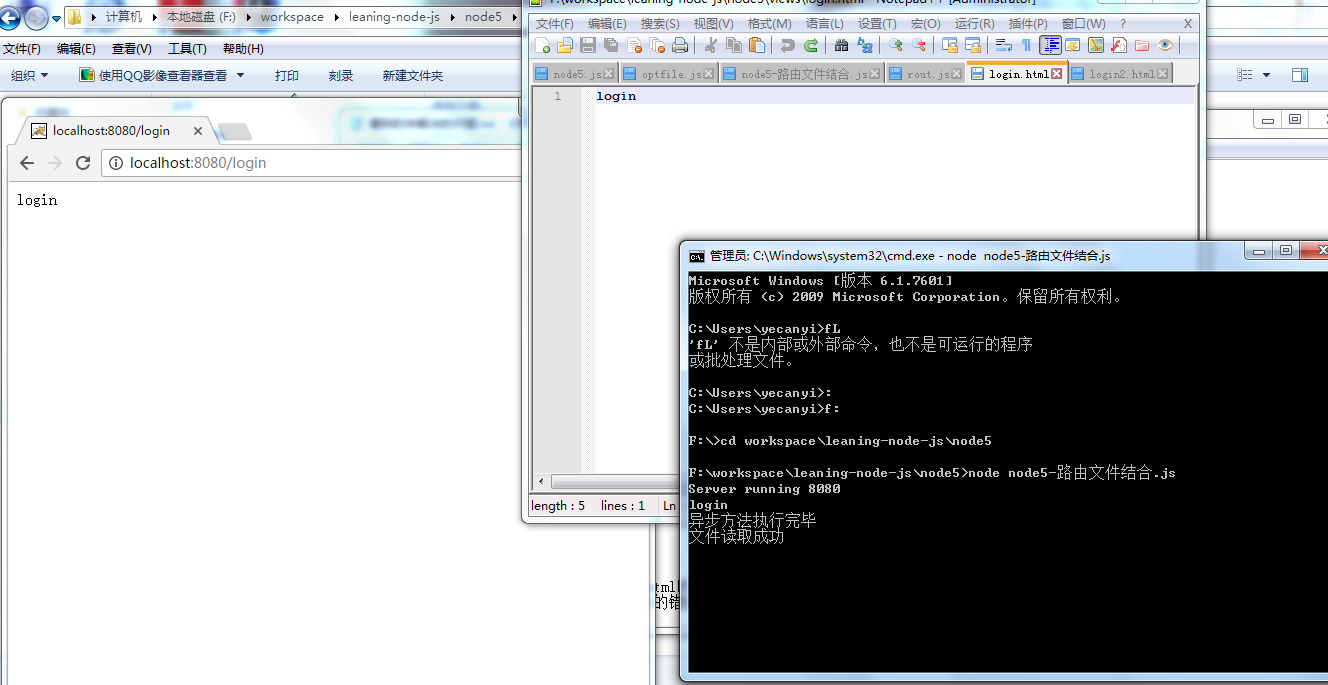 计算机 ▸ 本地磁盘 (F:) ▸ workspace ▸ leaning-node-js ▸ node5 ▸
文件(F) 编辑(E) 查看(V) 工具(T) 帮助(H)
组织 使用QQ影像查看器查看 打印 刻录 新建文件夹
localhost:8080/login
localhost:8080/login
login
文件(F) 编辑(E) 搜索(S) 视图(V) 格式(M) 语言(L) 设置(T) 宏(O) 运行(R) 插件(P) 窗口(W) ? X
node5.js optfile.js node5-路由文件结合.js rout.js login.html login2.html
1 login
length : 5 lines : 1 Ln
管理员: C:\Windows\system32\cmd.exe - node node5-路由文件结合.js
Microsoft Windows [版本 6.1.7601]
版权所有 (c) 2009 Microsoft Corporation。保留所有权利。
C:\Users\yecanyi>fL
'fL' 不是内部或外部命令，也不是可运行的程序
或批处理文件。
C:\Users\yecanyi>:
C:\Users\yecanyi>f:
F:\>cd workspace\leaning-node-js\node5
F:\workspace\leaning-node-js\node5>node node5-路由文件结合.js
Server running 8080
login
异步方法执行完毕
文件读取成功